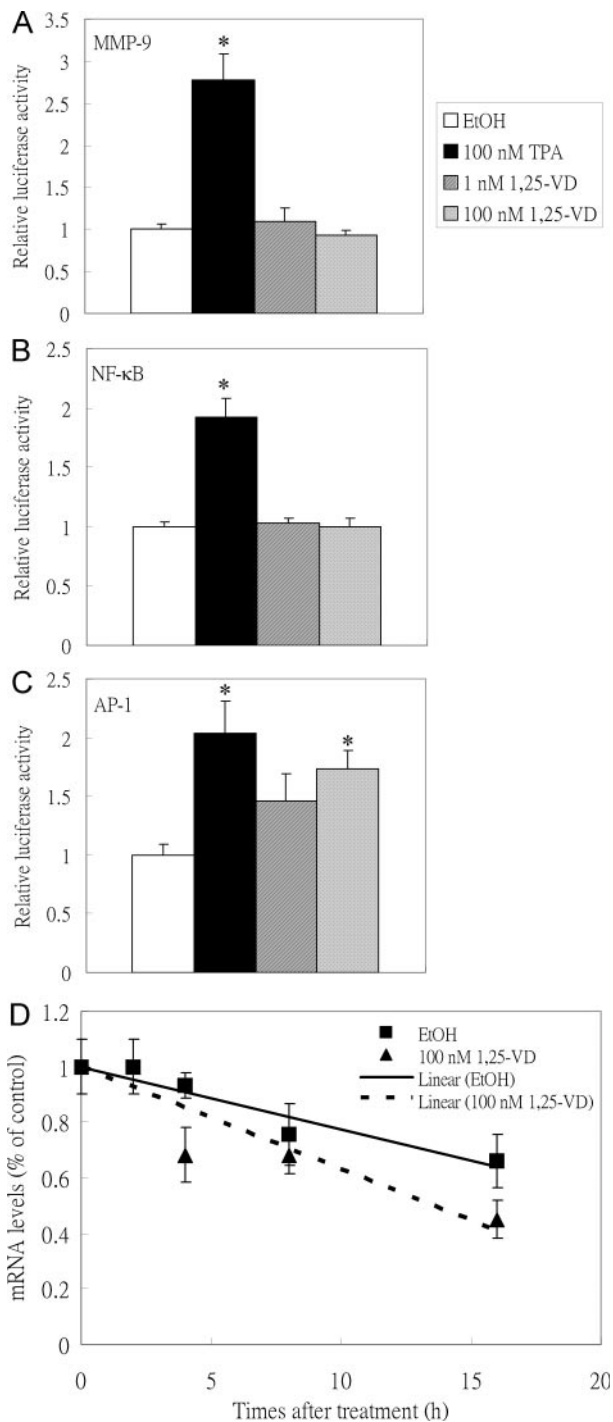 A
MMP-9
Relative luciferase activity
3.5
3
2.5
2
1.5
1
0.5
0
*
EtOH
100 nM TPA
1 nM 1,25-VD
100 nM 1,25-VD
B
NF-κB
Relative luciferase activity
2.5
2
1.5
1
0.5
0
*
C
AP-1
Relative luciferase activity
2.5
2
1.5
1
0.5
0
*
*
D
mRNA levels (% of control)
1.2
1
0.8
0.6
0.4
0.2
0
EtOH
100 nM 1,25-VD
Linear (EtOH)
Linear (100 nM 1,25-VD)
0 5 10 15 20
Times after treatment (h)